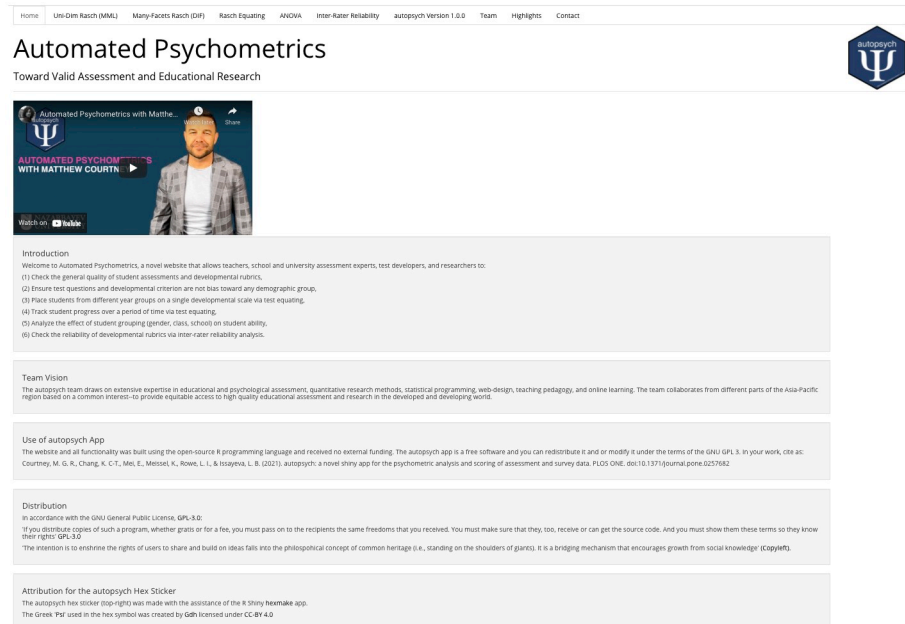 Home Uni-Dim Rasch (MML) Many-Facets Rasch (DIF) Rasch Equating ANOVA Inter-Rater Reliability autopsych Version 1.0.0 Team Highlights Contact
Automated Psychometrics
Toward Valid Assessment and Educational Research
autopsych
Ψ
Automated Psychometrics with Matthe...
Share
autopsych
Ψ
AUTOMATED PSYCHOMETRICS
WITH MATTHEW COURTNEY
Watch on YouTube
Introduction
Welcome to Automated Psychometrics, a novel website that allows teachers, school and university assessment experts, test developers, and researchers to:
(1) Check the general quality of student assessments and developmental rubrics,
(2) Ensure test questions and developmental criterion are not bias toward any demographic group,
(3) Place students from different year groups on a single developmental scale via test equating,
(4) Track student progress over a period of time via test equating,
(5) Analyze the effect of student grouping (gender, class, school) on student ability,
(6) Check the reliability of developmental rubrics via inter-rater reliability analysis.
Team Vision
The autopsych team draws on extensive expertise in educational and psychological assessment, quantitative research methods, statistical programming, web-design, teaching pedagogy, and online learning. The team collaborates from different parts of the Asia-Pacific
region based on a common interest--to provide equitable access to high quality educational assessment and research in the developed and developing world.
Use of autopsych App
The website and all functionality was built using the open-source R programming language and received no external funding. The autopsych app is a free software and you can redistribute it and or modify it under the terms of the GNU GPL 3. In your work, cite as:
Courtney, M. G. R., Chang, K. C-T., Mei, E., Meissel, K., Rowe, L. I., & Issayeva, L. B. (2021). autopsych: a novel shiny app for the psychometric analysis and scoring of assessment and survey data. PLOS ONE. doi:10.1371/journal.pone.0257682
Distribution
In accordance with the GNU General Public License, GPL-3.0:
'If you distribute copies of such a program, whether gratis or for a fee, you must pass on to the recipients the same freedoms that you received. You must make sure that they, too, receive or can get the source code. And you must show them these terms so they know
their rights' GPL-3.0
'The intention is to enshrine the rights of users to share and build on ideas falls into the philospohical concept of common heritage (i.e., standing on the shoulders of giants). It is a bridging mechanism that encourages growth from social knowledge' (Copyleft).
Attribution for the autopsych Hex Sticker
The autopsych hex sticker (top-right) was made with the assistance of the R Shiny hexmake app.
The Greek 'Psi' used in the hex symbol was created by Gdh licensed under CC-BY 4.0